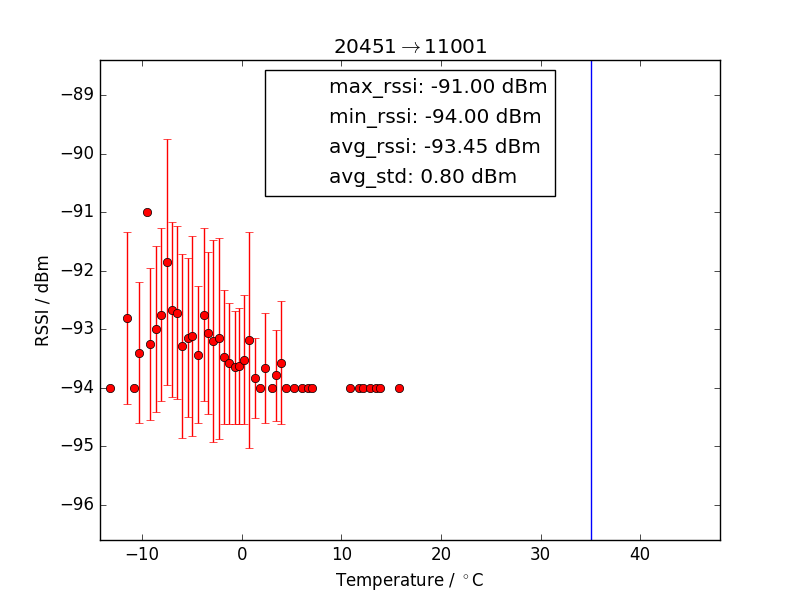 20451→11001
max_rssi: -91.00 dBm
min_rssi: -94.00 dBm
avg_rssi: -93.45 dBm
avg_std: 0.80 dBm
RSSI / dBm
−89
−90
−91
−92
−93
−94
−95
−96
−10 0 10 20 30 40
Temperature / °C